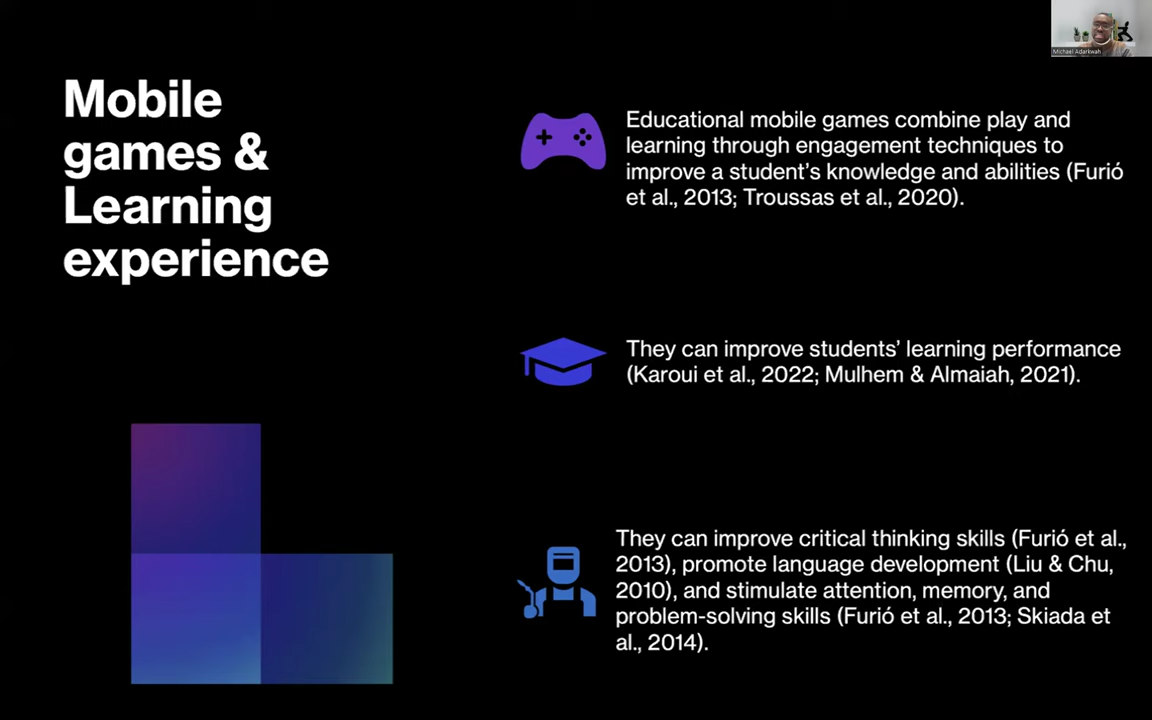 Mobile
games &
Learning
experience
Educational mobile games combine play and
learning through engagement techniques to
improve a student’s knowledge and abilities (Furió
et al., 2013; Troussas et al., 2020).
They can improve students’ learning performance
(Karoui et al., 2022; Mulhem & Almaiah, 2021).
They can improve critical thinking skills (Furió et al.,
2013), promote language development (Liu & Chu,
2010), and stimulate attention, memory, and
problem-solving skills (Furió et al., 2013; Skiada et
al., 2014).
Michael Adarkwah